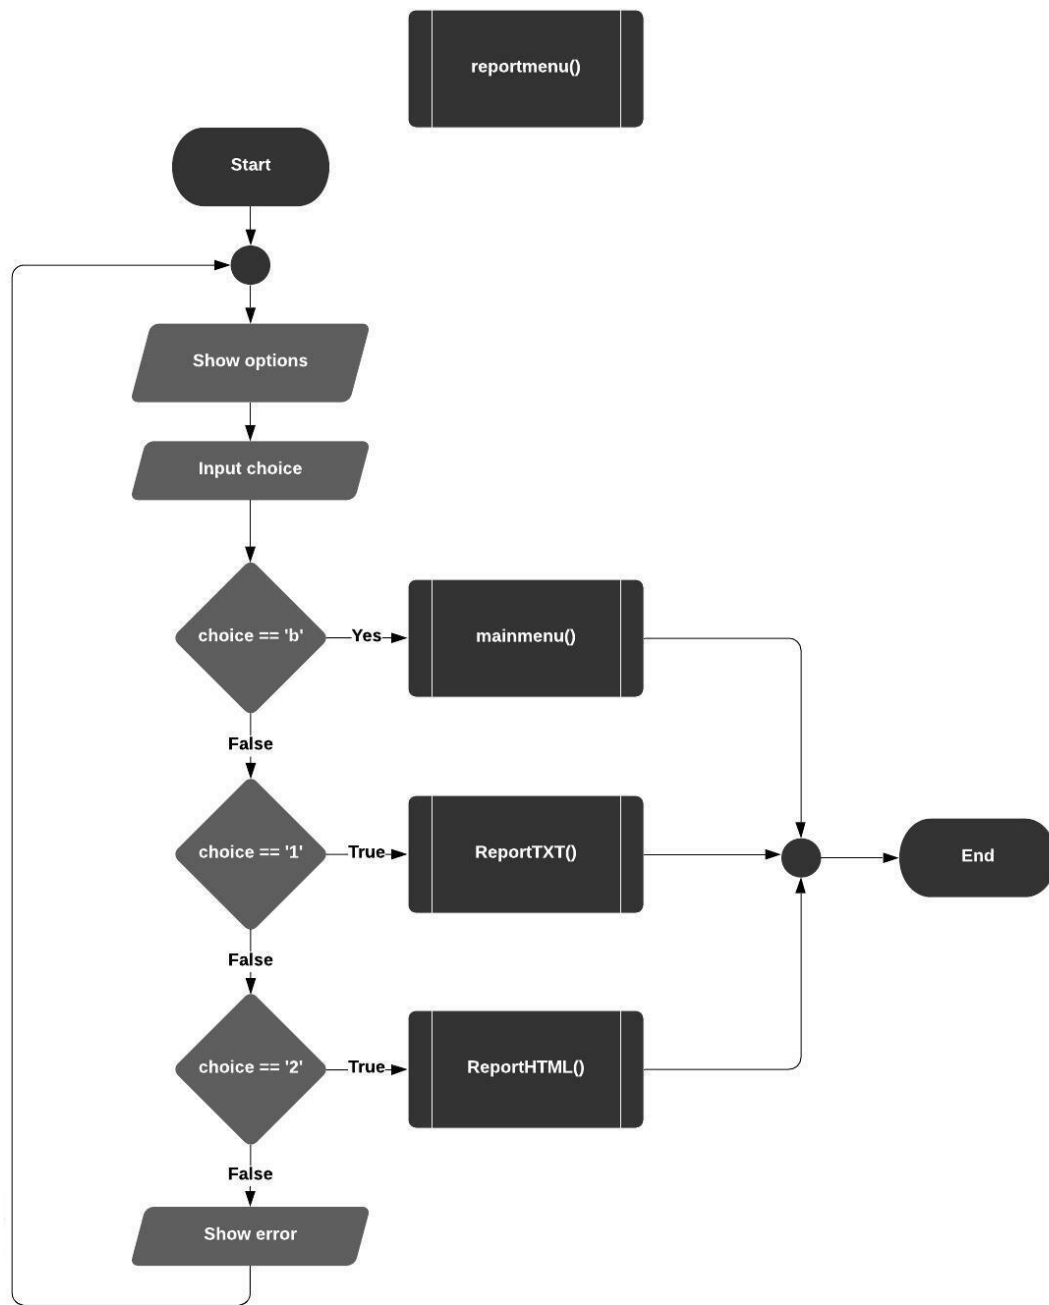 reportmenu()
Start
Show options
Input choice
choice == 'b'
Yes
mainmenu()
False
choice == '1'
True
ReportTXT()
End
False
choice == '2'
True
ReportHTML()
False
Show error